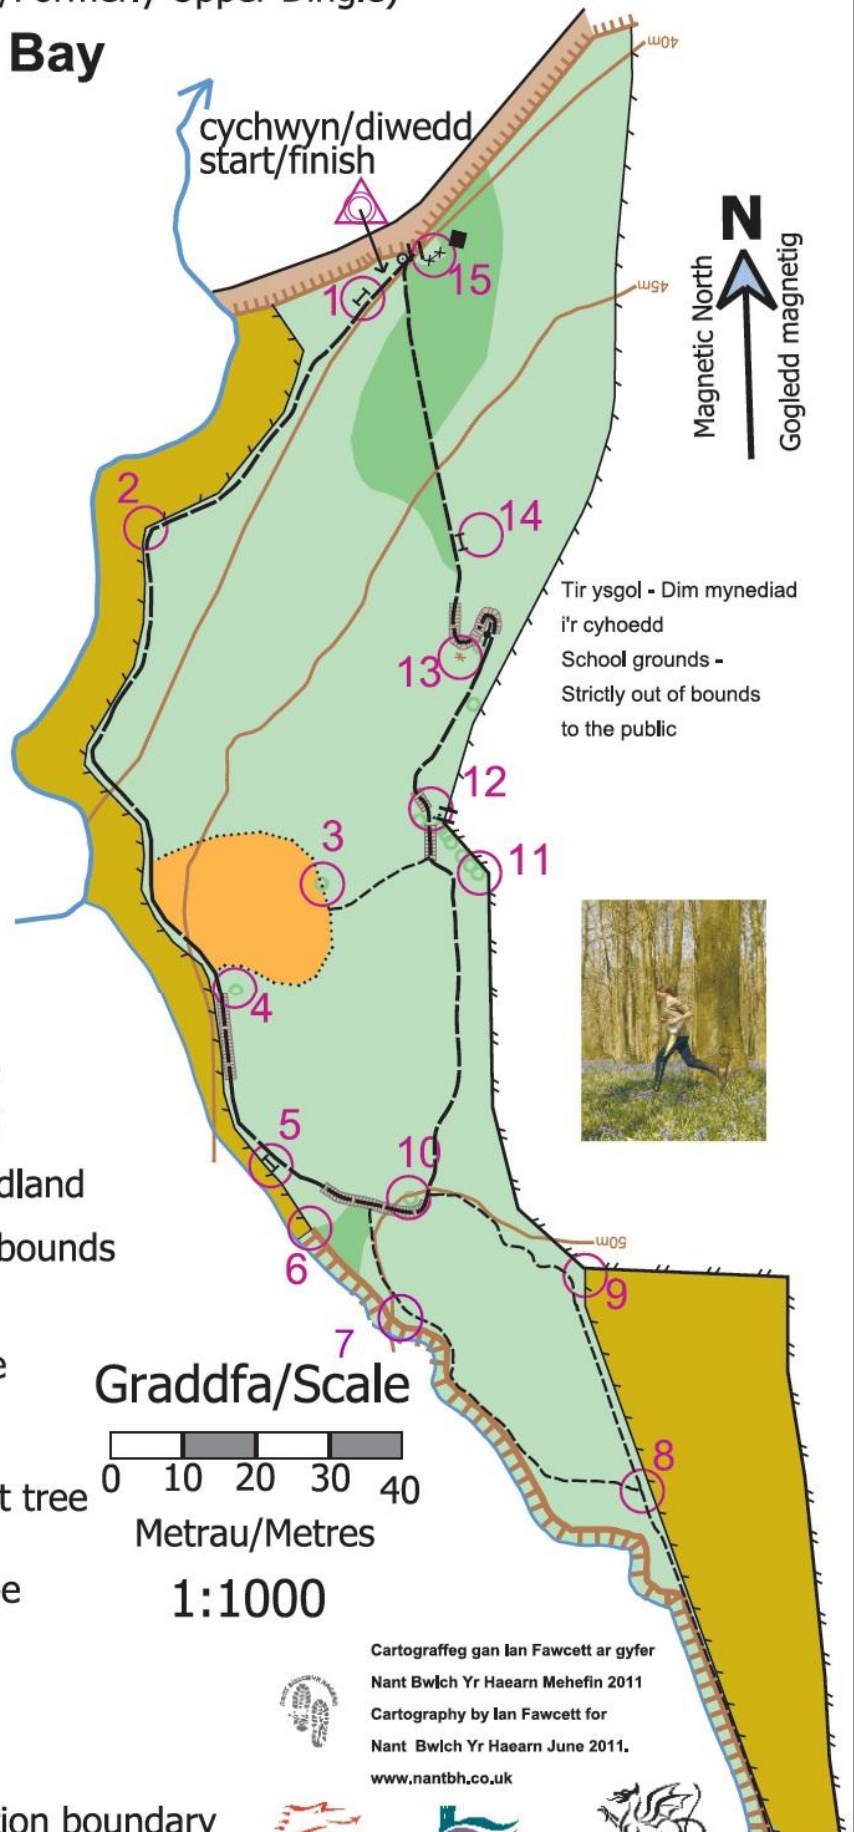 Bay
cychwyn/diwedd
start/finish
40m
N
Magnetic North
Gogledd magnetig
15
45m
1
2
14
Tir ysgol - Dim mynediad
i'r cyhoedd
School grounds -
Strictly out of bounds
to the public
13
12
3
11
4
5
10
dland
bounds
6
50m
9
7
Graddfa/Scale
0 10 20 30 40
Metrau/Metres
1:1000
8
t tree
Cartograffeg gan Ian Fawcett ar gyfer
Nant Bwlch Yr Haearn Mehefin 2011
Cartography by Ian Fawcett for
Nant Bwlch Yr Haearn June 2011.
www.nantbh.co.uk
tion boundary